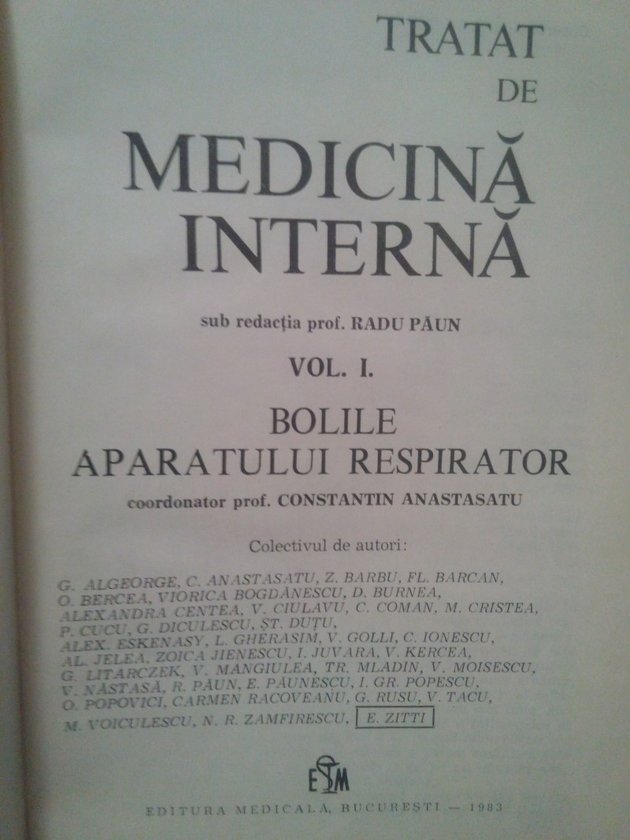 TRATAT
DE
MEDICINĂ
INTERNĂ
sub redacția prof. RADU PĂUN
VOL. I.
BOLILE
APARATULUI RESPIRATOR
coordonator prof. CONSTANTIN ANASTASATU
Colectivul de autori:
G. ALGEORGE, C. ANASTASATU, Z. BARBU, FL. BARCAN,
O. BERCEA, VIORICA BOGDĂNESCU, D. BURNEA,
ALEXANDRA CENTEA, V. CIULAVU, C. COMAN, M. CRISTEA,
P. CUCU, G. DICULESCU, ȘT. DUȚU,
ALEX. ESKENASY, L. GHERASIM, V. GOLLI, C. IONESCU,
AL. JELEA, ZOICA JIENESCU, I. JUVARA, V. KERCEA,
G. LITARCZEK, V. MANGIULEA, TR. MLADIN, V. MOISESCU,
V. NĂSTASĂ, R. PĂUN, E. PĂUNESCU, I. GR. POPESCU,
O. POPOVICI, CARMEN RACOVEANU, G. RUSU, V. TACU,
M. VOICULESCU, N. R. ZAMFIRESCU, E. ZITTI
EM
EDITURA MEDICALĂ, BUCUREȘTI — 1983